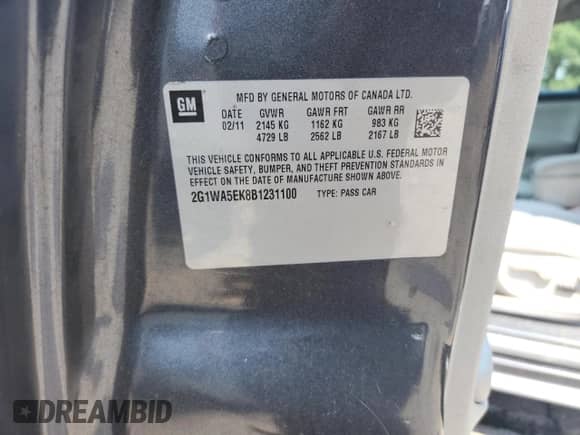 GM
MFD BY GENERAL MOTORS OF CANADA LTD.
DATE GVWR GAWR FRT GAWR RR
02/11 2145 KG 1162 KG 983 KG
4729 LB 2562 LB 2167 LB
THIS VEHICLE CONFORMS TO ALL APPLICABLE U.S. FEDERAL MOTOR
VEHICLE SAFETY, BUMPER, AND THEFT PREVENTION STANDARDS IN
EFFECT ON THE DATE OF MANUFACTURE SHOWN ABOVE.
2G1WA5EK8B1231100 TYPE: PASS CAR
DREAMBID